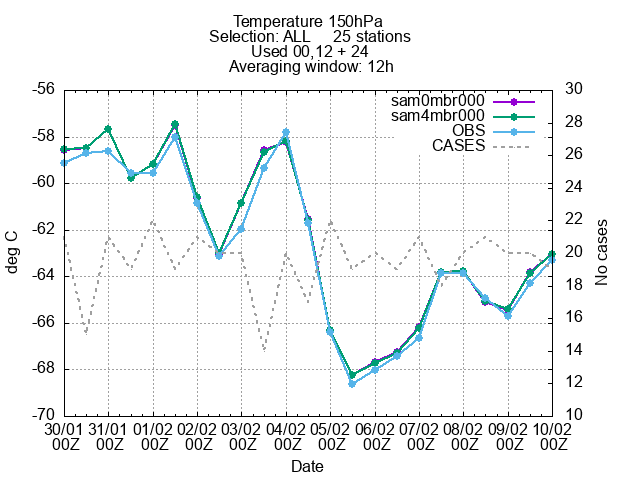 Temperature 150hPa
Selection: ALL 25 stations
Used 00,12 + 24
Averaging window: 12h
sam0mbr000
sam4mbr000
OBS
CASES
deg C
-56
-58
-60
-62
-64
-66
-68
-70
30
28
26
24
22
20
18
16
14
12
10
No cases
30/01 31/01 01/02 02/02 03/02 04/02 05/02 06/02 07/02 08/02 09/02 10/02
00Z 00Z 00Z 00Z 00Z 00Z 00Z 00Z 00Z 00Z 00Z 00Z
Date